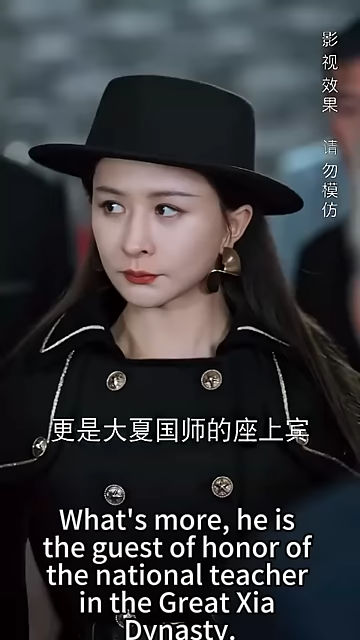 影视效果 请勿模仿
更是大夏国师的座上宾
What's more, he is
the guest of honor of
the national teacher
in the Great Xia
Dynasty.